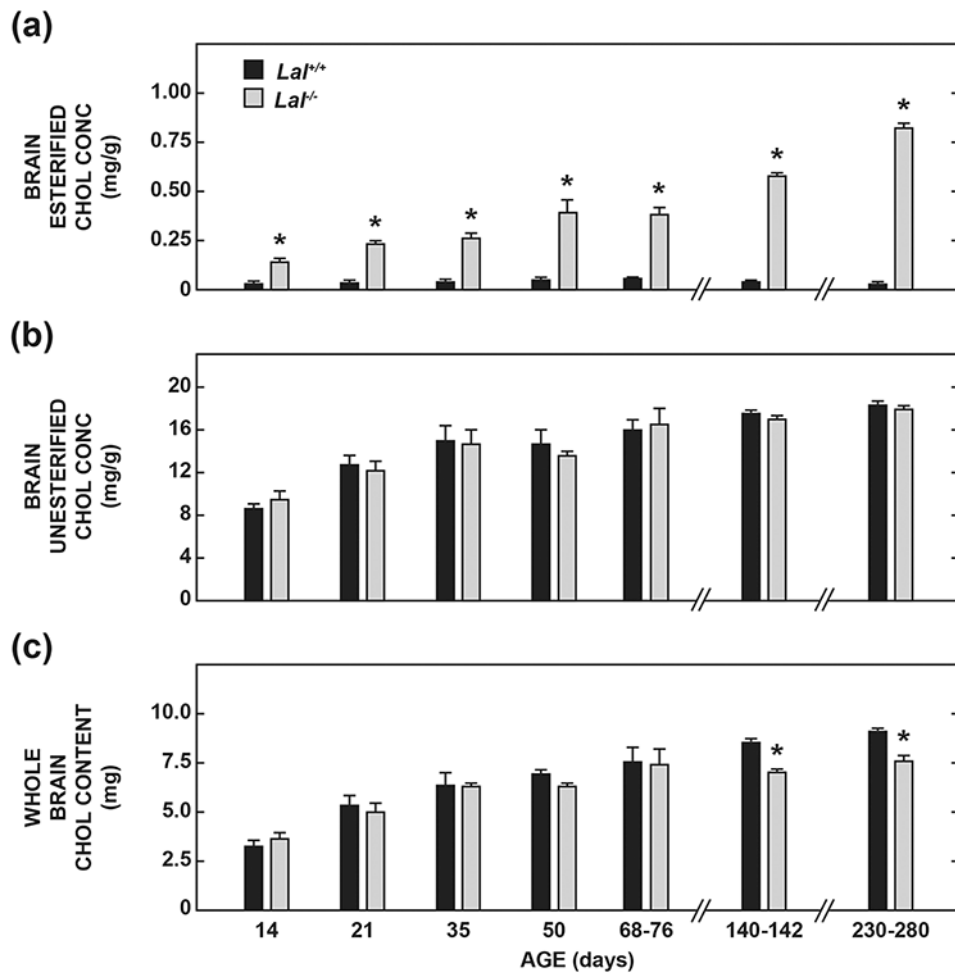 (a)
BRAIN
ESTERIFIED
CHOL CONC
(mg/g)
1.00
0.75
0.50
0.25
0
Lal+/+
Lal-/-
*
*
*
*
*
*
*
(b)
BRAIN
UNESTERIFIED
CHOL CONC
(mg/g)
20
16
12
8
4
0
(c)
WHOLE
BRAIN
CHOL CONTENT
(mg)
10.0
7.5
5.0
2.5
0
*
*
14 21 35 50 68-76 140-142 230-280
AGE (days)